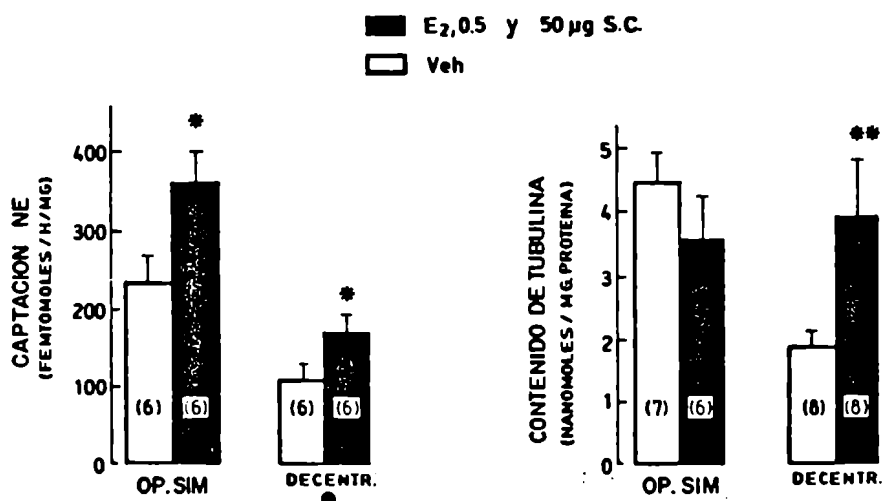 E₂, 0.5 y 50 µg S.C.
Veh
CAPTACION NE
(FEMTOMOLES/H/MG)
400
300
200
100
0
*
*
(6)
(6)
(6)
(6)
OP. SIM
DECENTR.
CONTENIDO DE TUBULINA
(NANOMOLES/MG.PROTEINA)
5
4
3
2
1
0
**
(7)
(6)
(8)
(8)
OP. SIM
DECENTR.